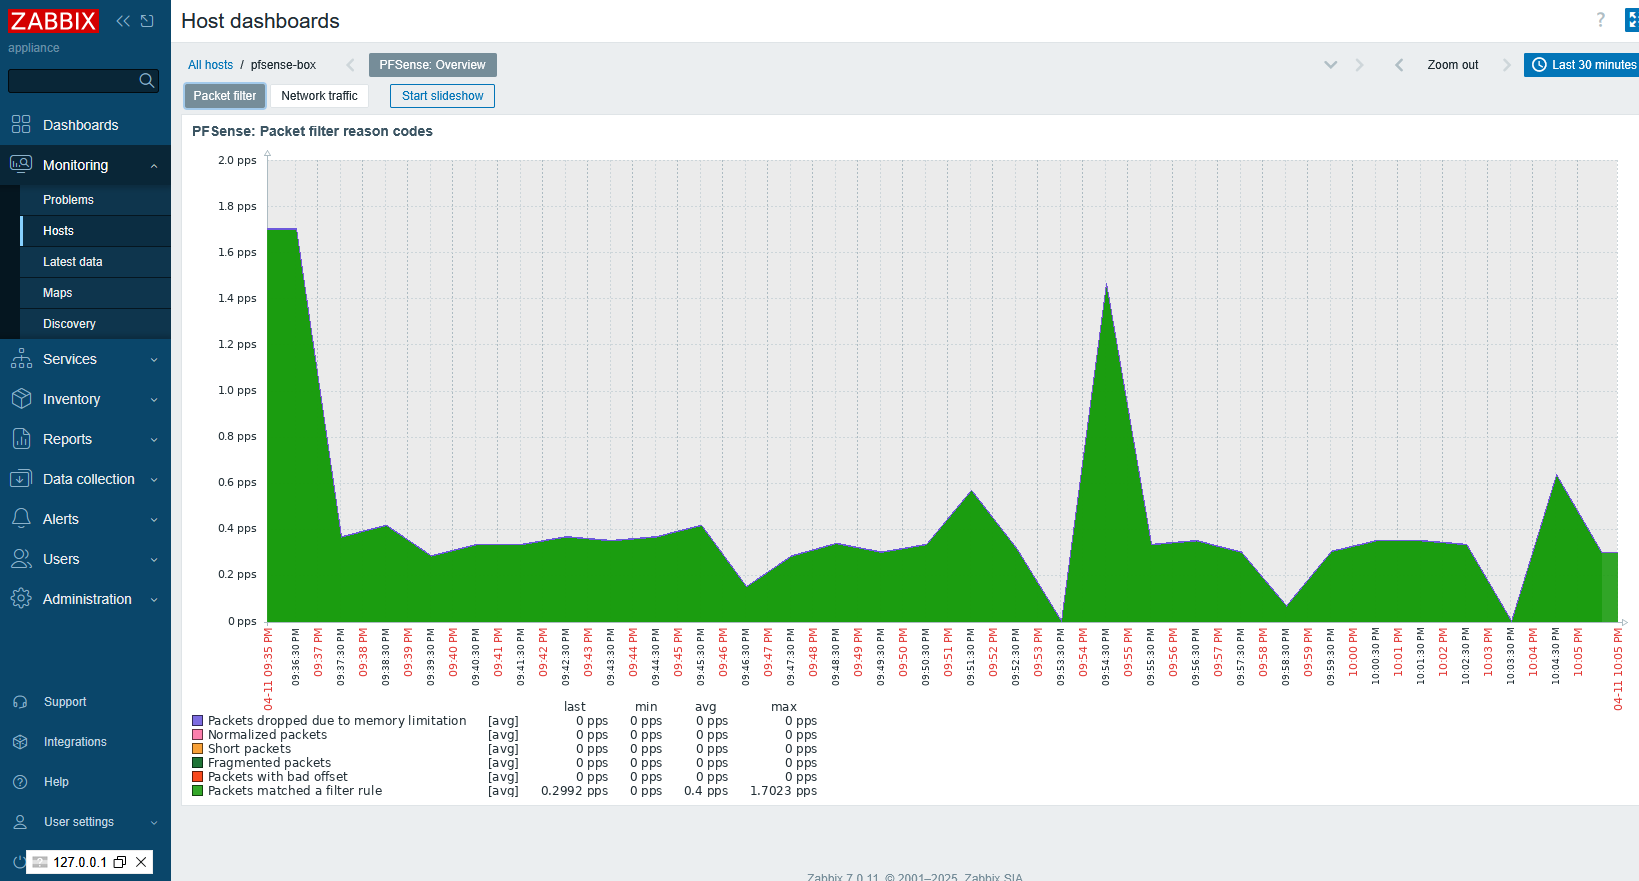 ZABBIX
appliance
Dashboards
Monitoring
Problems
Hosts
Latest data
Maps
Discovery
Services
Inventory
Reports
Data collection
Alerts
Users
Administration
Support
Integrations
Help
User settings
127.0.0.1
Host dashboards
?
All hosts / pfsense-box
PFSense: Overview
Zoom out
Last 30 minutes
Packet filter
Network traffic
Start slideshow
PFSense: Packet filter reason codes
2.0 pps
1.8 pps
1.6 pps
1.4 pps
1.2 pps
1.0 pps
0.8 pps
0.6 pps
0.4 pps
0.2 pps
0 pps
04-11 09:35 PM
09:36:30 PM
09:37 PM
09:37:30 PM
09:38 PM
09:38:30 PM
09:39 PM
09:39:30 PM
09:40 PM
09:40:30 PM
09:41 PM
09:41:30 PM
09:42 PM
09:42:30 PM
09:43 PM
09:43:30 PM
09:44 PM
09:44:30 PM
09:45 PM
09:45:30 PM
09:46 PM
09:46:30 PM
09:47 PM
09:47:30 PM
09:48 PM
09:48:30 PM
09:49 PM
09:49:30 PM
09:50 PM
09:50:30 PM
09:51 PM
09:51:30 PM
09:52 PM
09:52:30 PM
09:53 PM
09:53:30 PM
09:54 PM
09:54:30 PM
09:55 PM
09:55:30 PM
09:56 PM
09:56:30 PM
09:57 PM
09:57:30 PM
09:58 PM
09:58:30 PM
09:59 PM
09:59:30 PM
10:00 PM
10:00:30 PM
10:01 PM
10:01:30 PM
10:02 PM
10:02:30 PM
10:03 PM
10:03:30 PM
10:04 PM
10:04:30 PM
10:05 PM
04-11 10:05 PM
last min avg max
Packets dropped due to memory limitation [avg] 0 pps 0 pps 0 pps 0 pps
Normalized packets [avg] 0 pps 0 pps 0 pps 0 pps
Short packets [avg] 0 pps 0 pps 0 pps 0 pps
Fragmented packets [avg] 0 pps 0 pps 0 pps 0 pps
Packets with bad offset [avg] 0 pps 0 pps 0 pps 0 pps
Packets matched a filter rule [avg] 0.2992 pps 0 pps 0.4 pps 1.7023 pps
Zabbix 7.0.11. © 2001–2025, Zabbix SIA